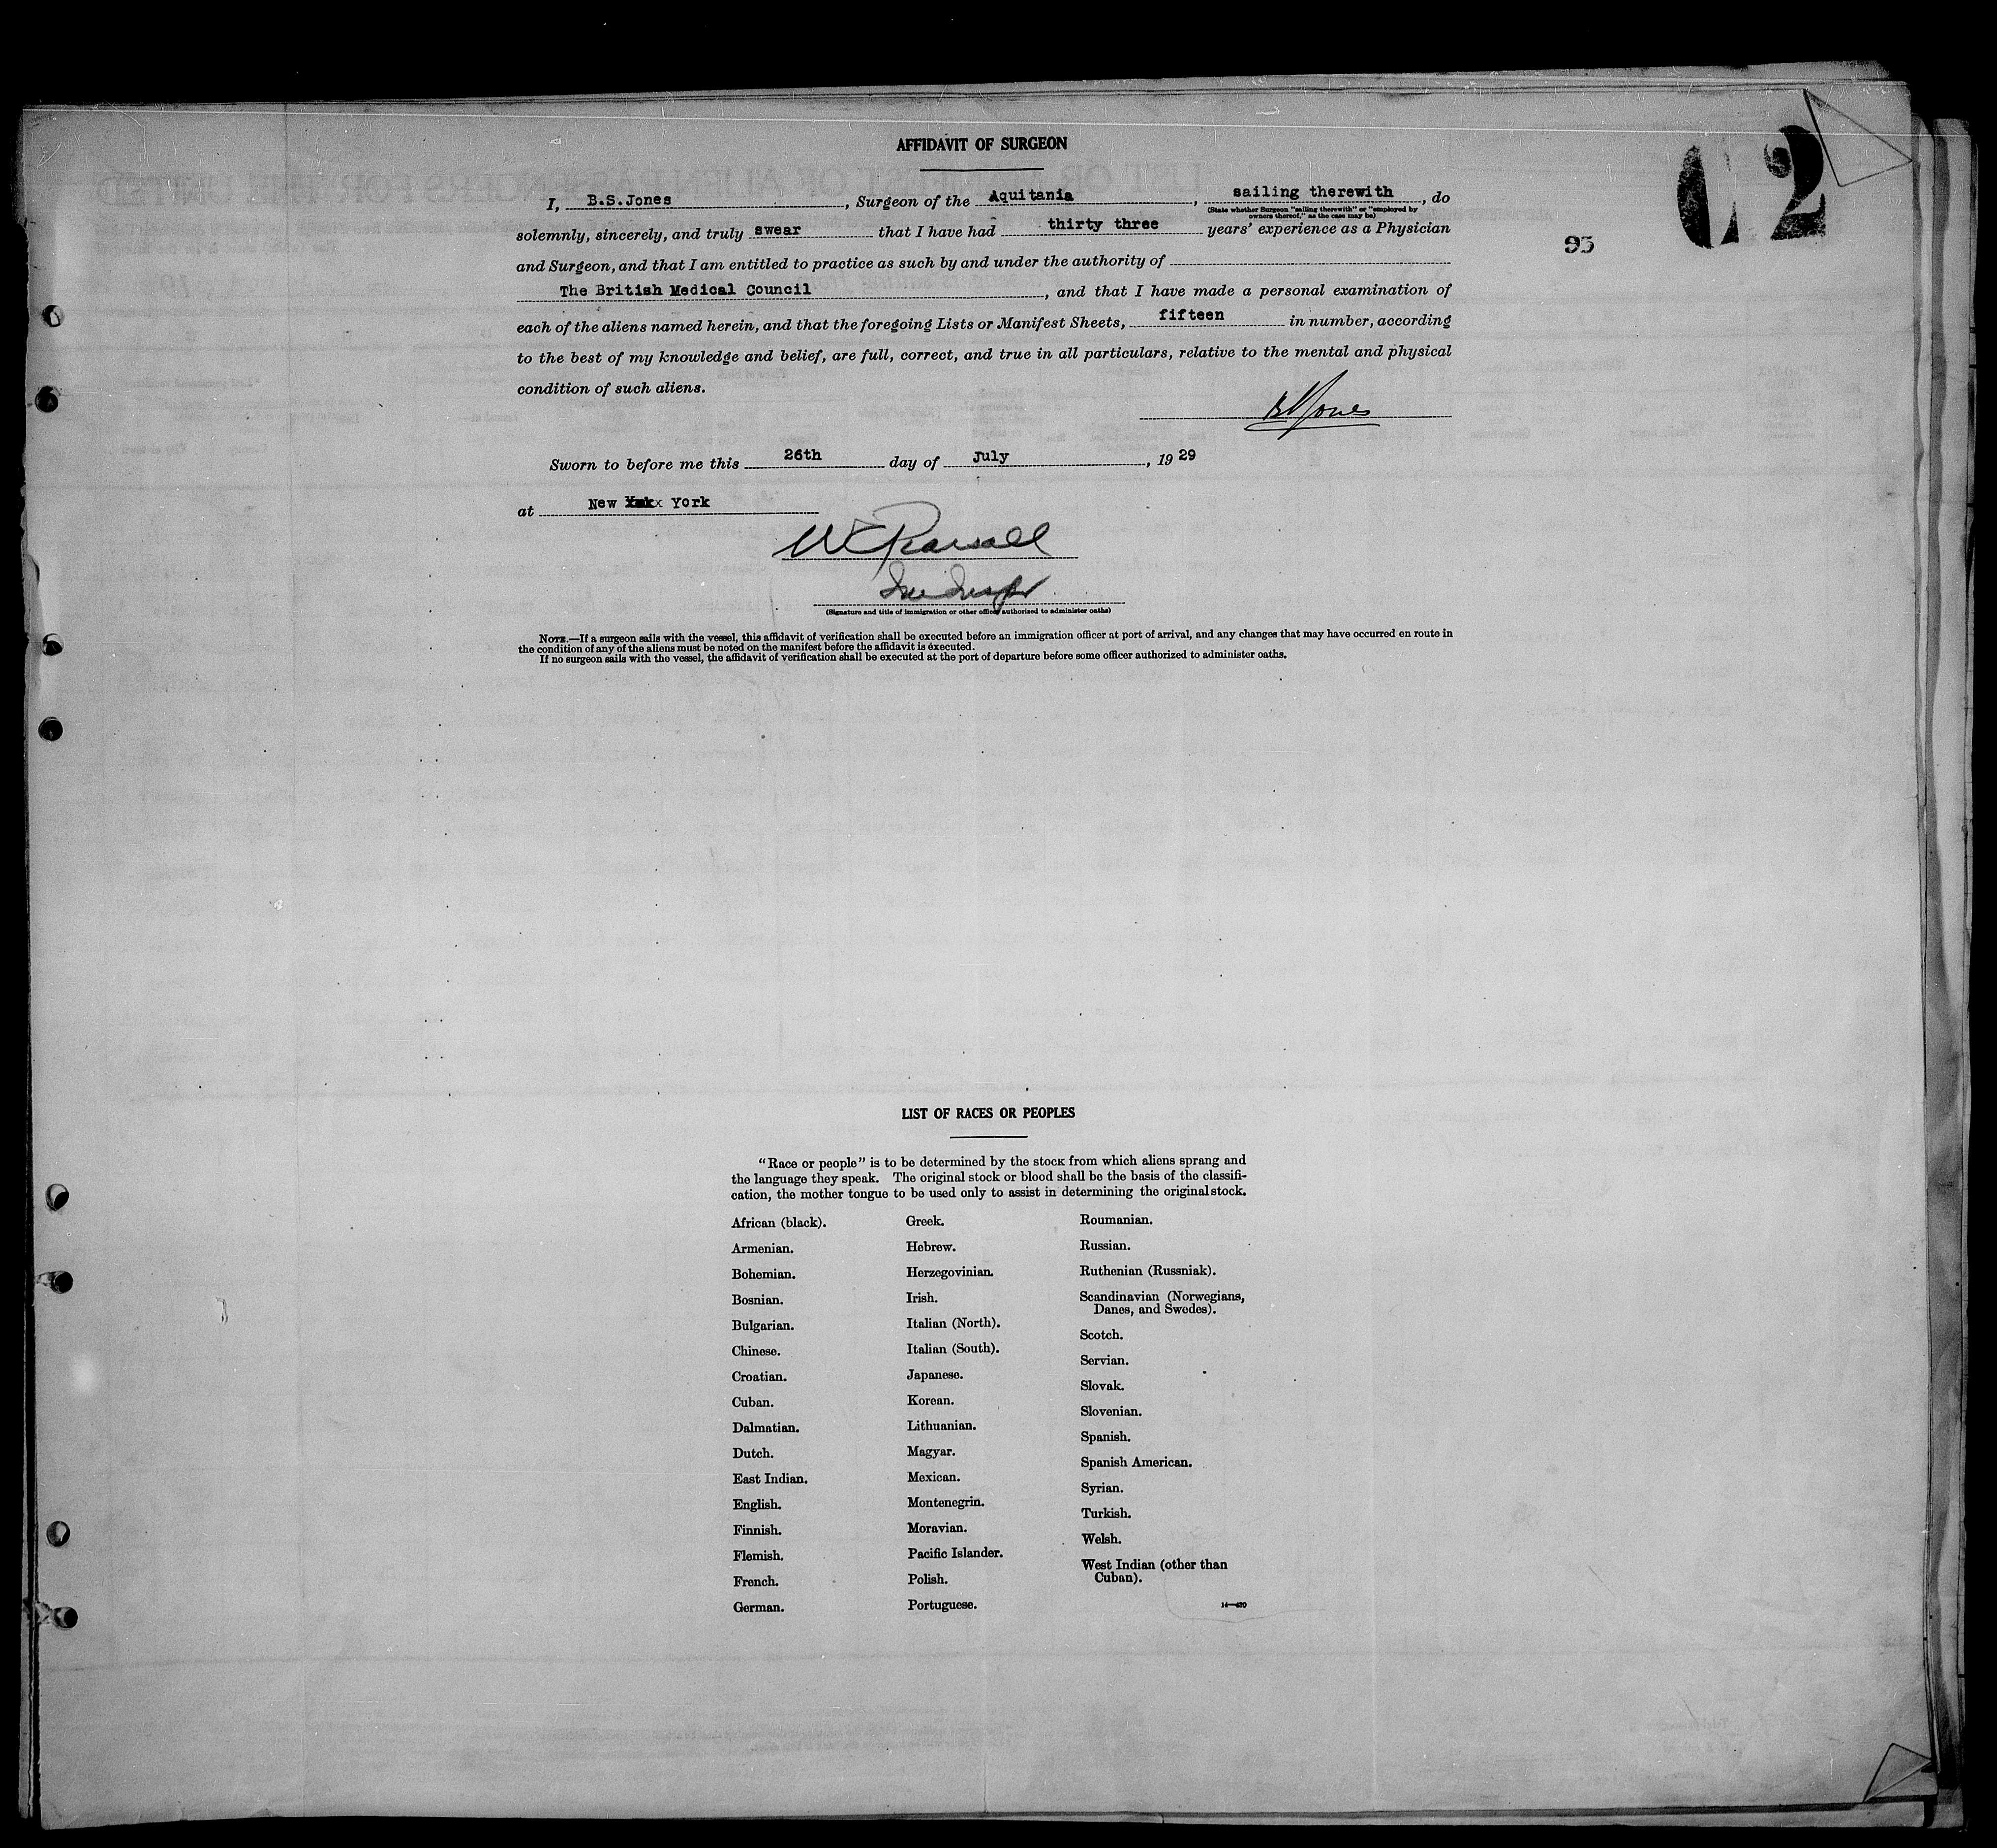 AFFIDAVIT OF SURGEON
I, B.S.Jones, Surgeon of the Aquitania, sailing therewith, do
(State whether Surgeon "sailing therewith" or "employed by
owners thereof," as the case may be)
solemnly, sincerely, and truly swear that I have had thirty three years' experience as a Physician
and Surgeon, and that I am entitled to practice as such by and under the authority of
The British Medical Council, and that I have made a personal examination of
each of the aliens named herein, and that the foregoing Lists or Manifest Sheets, fifteen in number, according
to the best of my knowledge and belief, are full, correct, and true in all particulars, relative to the mental and physical
condition of such aliens.
BSJones
Sworn to before me this 26th day of July, 1929
at New York
(Signature and title of immigration or other officer authorized to administer oaths)
NOTE.—If a surgeon sails with the vessel, this affidavit of verification shall be executed before an immigration officer at port of arrival, and any changes that may have occurred en route in
the condition of any of the aliens must be noted on the manifest before the affidavit is executed.
If no surgeon sails with the vessel, the affidavit of verification shall be executed at the port of departure before some officer authorized to administer oaths.
95
2
LIST OF RACES OR PEOPLES
"Race or people" is to be determined by the stock from which aliens sprang and
the language they speak. The original stock or blood shall be the basis of the classifi-
cation, the mother tongue to be used only to assist in determining the original stock.
African (black).
Armenian.
Bohemian.
Bosnian.
Bulgarian.
Chinese.
Croatian.
Cuban.
Dalmatian.
Dutch.
East Indian.
English.
Finnish.
Flemish.
French.
German.
Greek.
Hebrew.
Herzegovinian.
Irish.
Italian (North).
Italian (South).
Japanese.
Korean.
Lithuanian.
Magyar.
Mexican.
Montenegrin.
Moravian.
Pacific Islander.
Polish.
Portuguese.
Roumanian.
Russian.
Ruthenian (Russniak).
Scandinavian (Norwegians,
Danes, and Swedes).
Scotch.
Servian.
Slovak.
Slovenian.
Spanish.
Spanish American.
Syrian.
Turkish.
Welsh.
West Indian (other than
Cuban).